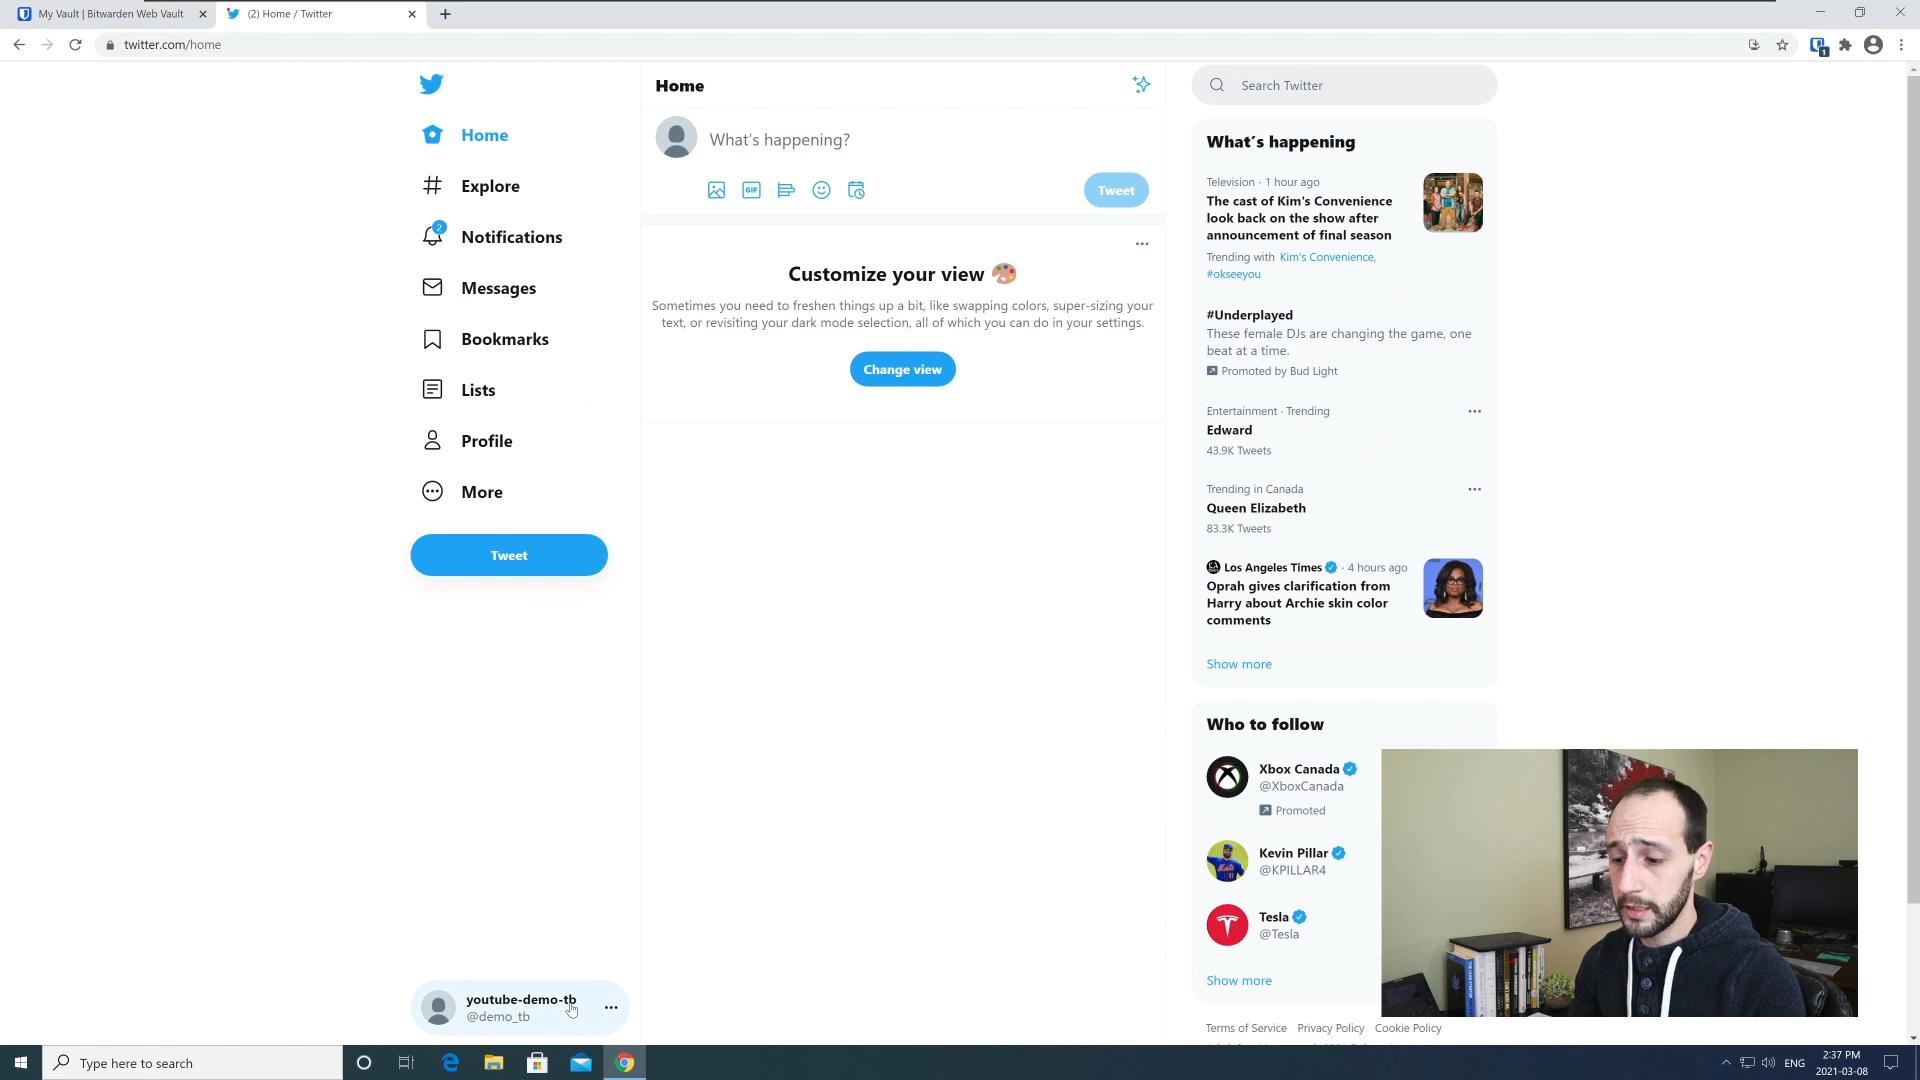 My Vault | Bitwarden Web Vault
(2) Home / Twitter
twitter.com/home
1
Home
Explore
2
Notifications
Messages
Bookmarks
Lists
Profile
More
Tweet
youtube-demo-tb
@demo_tb
Home
What's happening?
GIF
Tweet
Customize your view
Sometimes you need to freshen things up a bit, like swapping colors, super-sizing your
text, or revisiting your dark mode selection, all of which you can do in your settings.
Change view
Search Twitter
What's happening
Television · 1 hour ago
The cast of Kim's Convenience
look back on the show after
announcement of final season
Trending with Kim's Convenience,
#okseeyou
#Underplayed
These female DJs are changing the game, one
beat at a time.
Promoted by Bud Light
Entertainment · Trending
Edward
43.9K Tweets
Trending in Canada
Queen Elizabeth
83.3K Tweets
Los Angeles Times · 4 hours ago
Oprah gives clarification from
Harry about Archie skin color
comments
Show more
Who to follow
Xbox Canada
@XboxCanada
Promoted
Kevin Pillar
@KPILLAR4
Tesla
@Tesla
Show more
Terms of Service Privacy Policy Cookie Policy
Type here to search
ENG
2:37 PM
2021-03-08